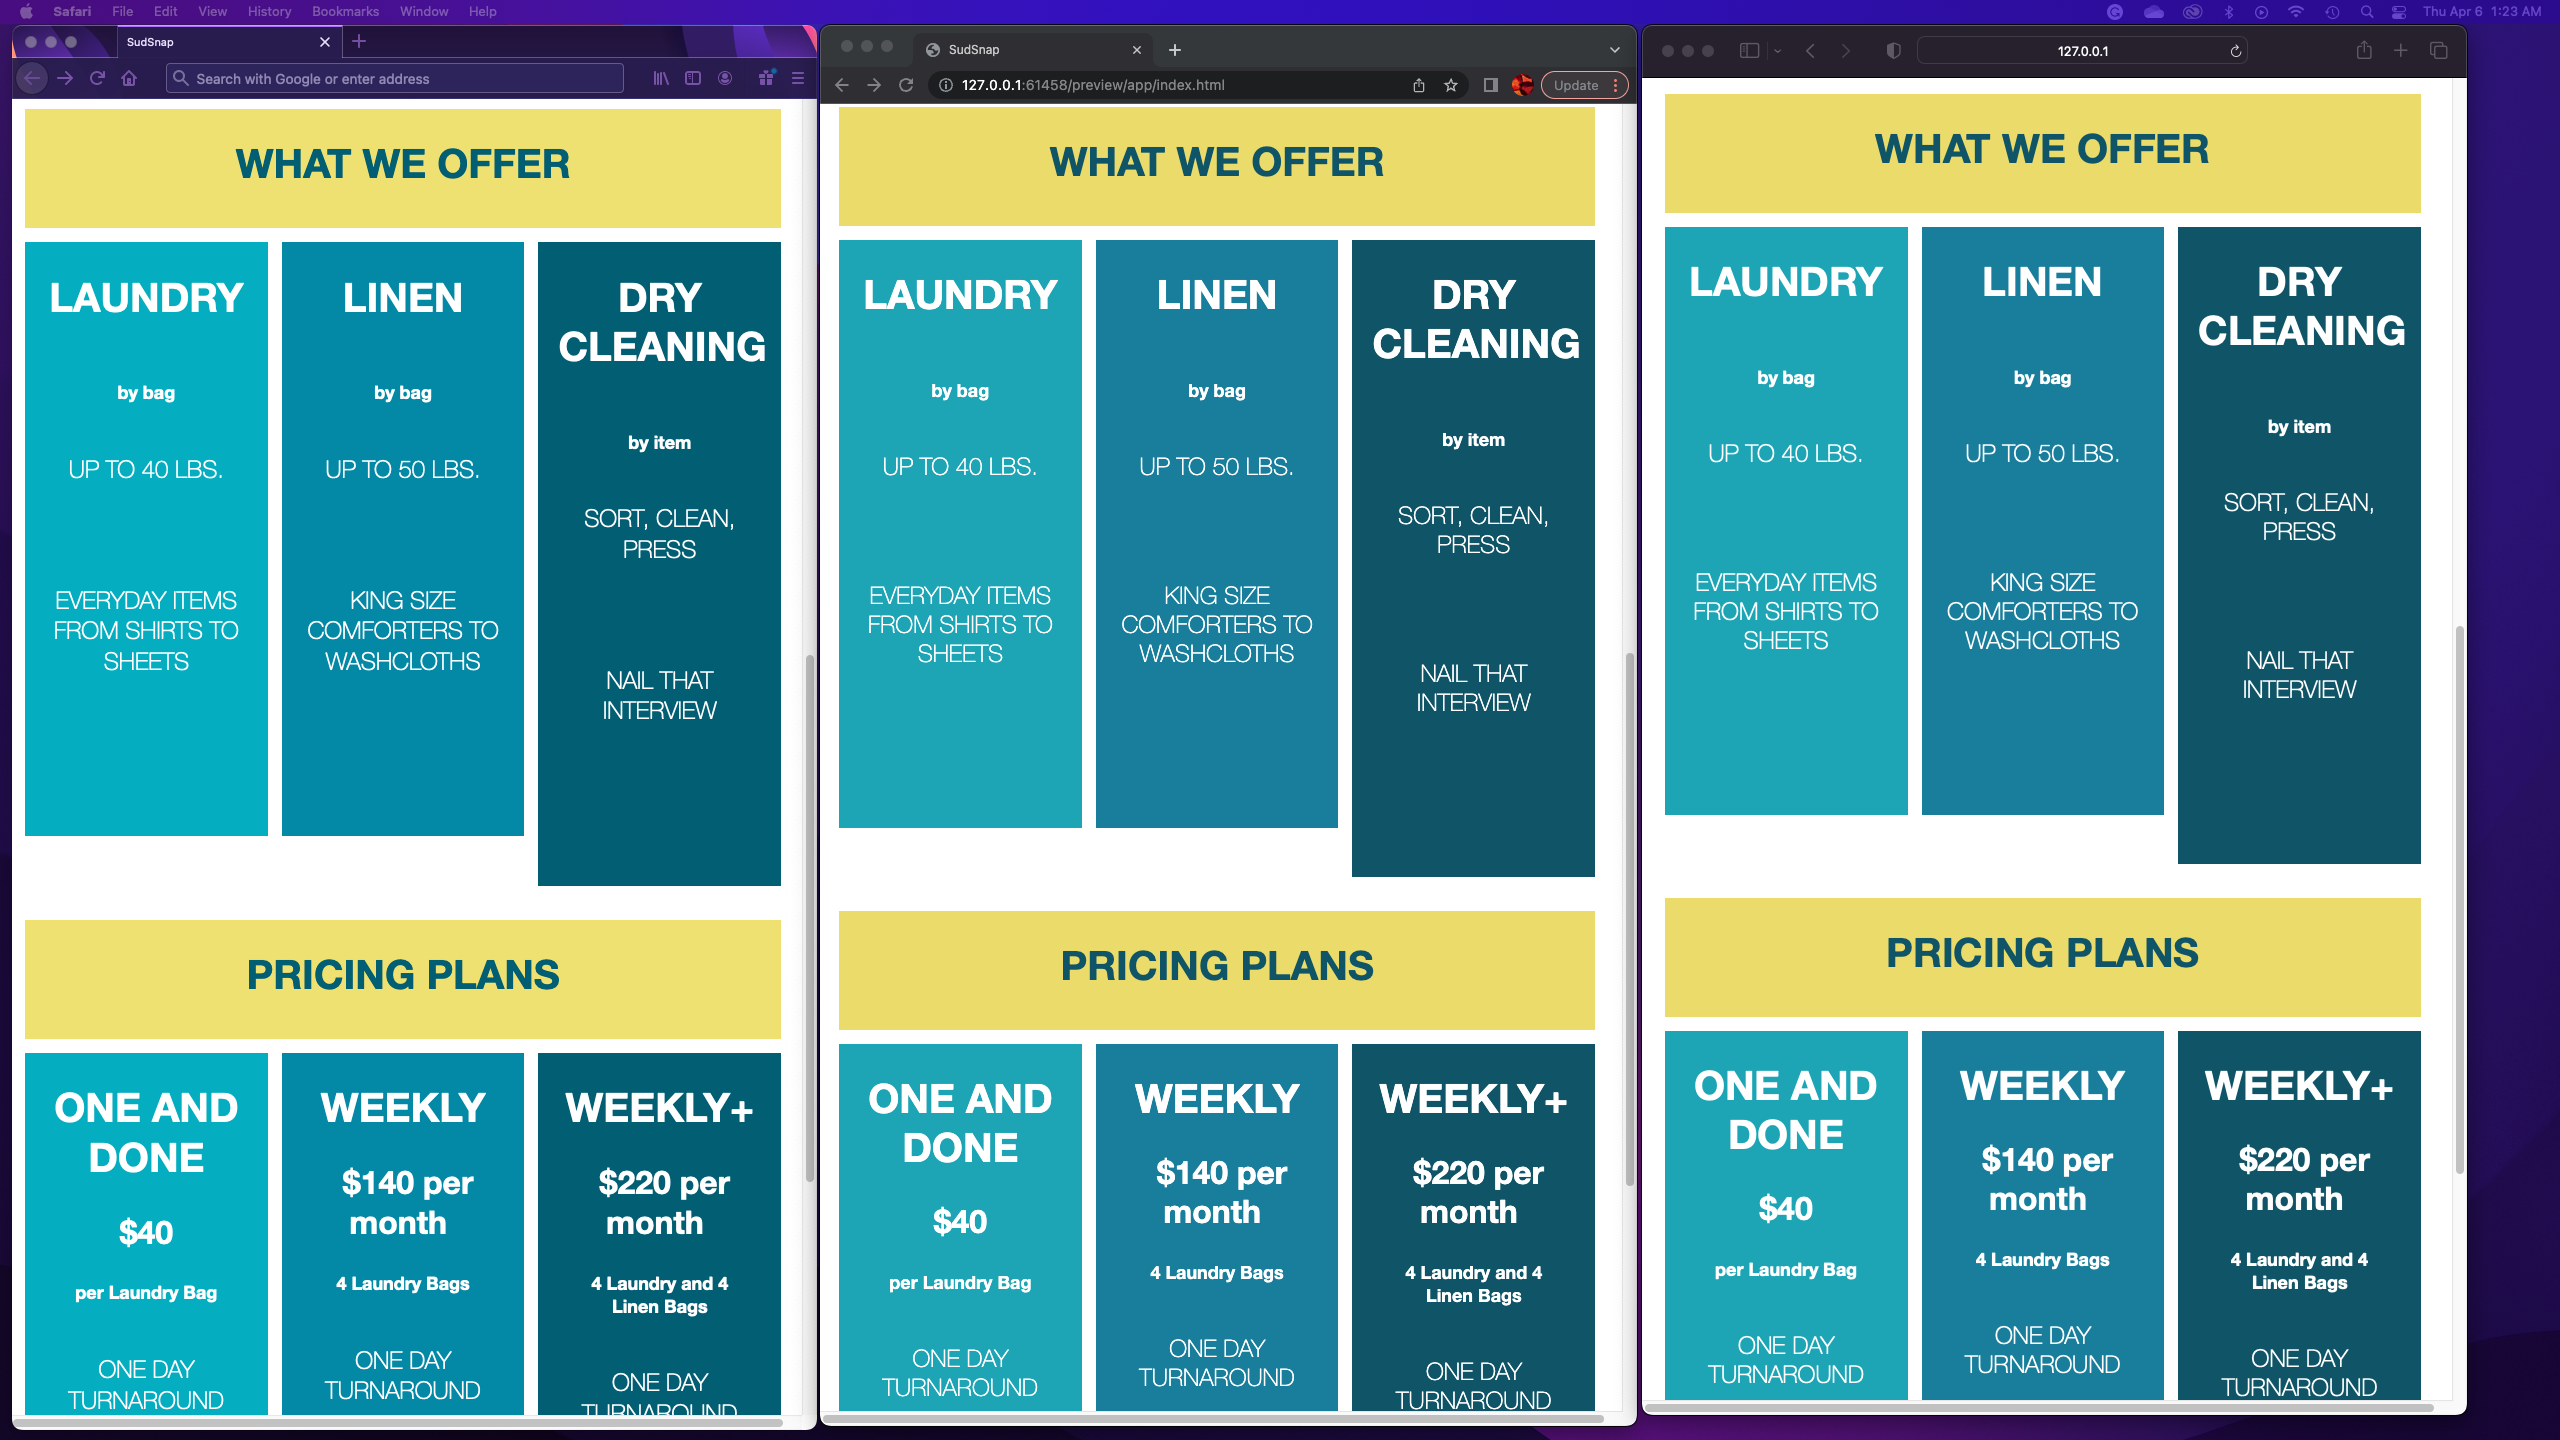 Safari File Edit View History Bookmarks Window Help
Thu Apr 6 1:23 AM
SudSnap
Search with Google or enter address
WHAT WE OFFER
LAUNDRY
by bag
UP TO 40 LBS.
EVERYDAY ITEMS
FROM SHIRTS TO
SHEETS
LINEN
by bag
UP TO 50 LBS.
KING SIZE
COMFORTERS TO
WASHCLOTHS
DRY
CLEANING
by item
SORT, CLEAN,
PRESS
NAIL THAT
INTERVIEW
PRICING PLANS
ONE AND
DONE
$40
per Laundry Bag
ONE DAY
TURNAROUND
WEEKLY
$140 per
month
4 Laundry Bags
ONE DAY
TURNAROUND
WEEKLY+
$220 per
month
4 Laundry and 4
Linen Bags
ONE DAY
TURNAROUND
SudSnap
127.0.0.1:61458/preview/app/index.html
Update
WHAT WE OFFER
LAUNDRY
by bag
UP TO 40 LBS.
EVERYDAY ITEMS
FROM SHIRTS TO
SHEETS
LINEN
by bag
UP TO 50 LBS.
KING SIZE
COMFORTERS TO
WASHCLOTHS
DRY
CLEANING
by item
SORT, CLEAN,
PRESS
NAIL THAT
INTERVIEW
PRICING PLANS
ONE AND
DONE
$40
per Laundry Bag
ONE DAY
TURNAROUND
WEEKLY
$140 per
month
4 Laundry Bags
ONE DAY
TURNAROUND
WEEKLY+
$220 per
month
4 Laundry and 4
Linen Bags
ONE DAY
TURNAROUND
127.0.0.1
WHAT WE OFFER
LAUNDRY
by bag
UP TO 40 LBS.
EVERYDAY ITEMS
FROM SHIRTS TO
SHEETS
LINEN
by bag
UP TO 50 LBS.
KING SIZE
COMFORTERS TO
WASHCLOTHS
DRY
CLEANING
by item
SORT, CLEAN,
PRESS
NAIL THAT
INTERVIEW
PRICING PLANS
ONE AND
DONE
$40
per Laundry Bag
ONE DAY
TURNAROUND
WEEKLY
$140 per
month
4 Laundry Bags
ONE DAY
TURNAROUND
WEEKLY+
$220 per
month
4 Laundry and 4
Linen Bags
ONE DAY
TURNAROUND